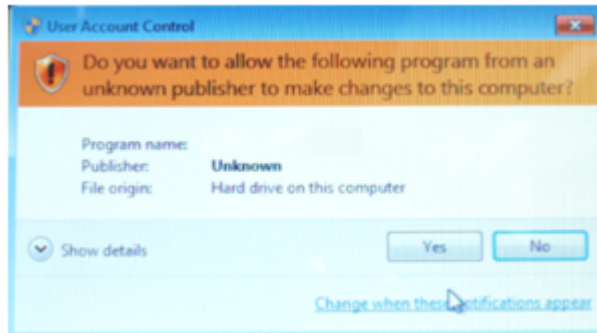 User Account Control
Do you want to allow the following program from an
unknown publisher to make changes to this computer?
Program name:
Publisher: Unknown
File origin: Hard drive on this computer
Show details
Yes No
Change when these notifications appear